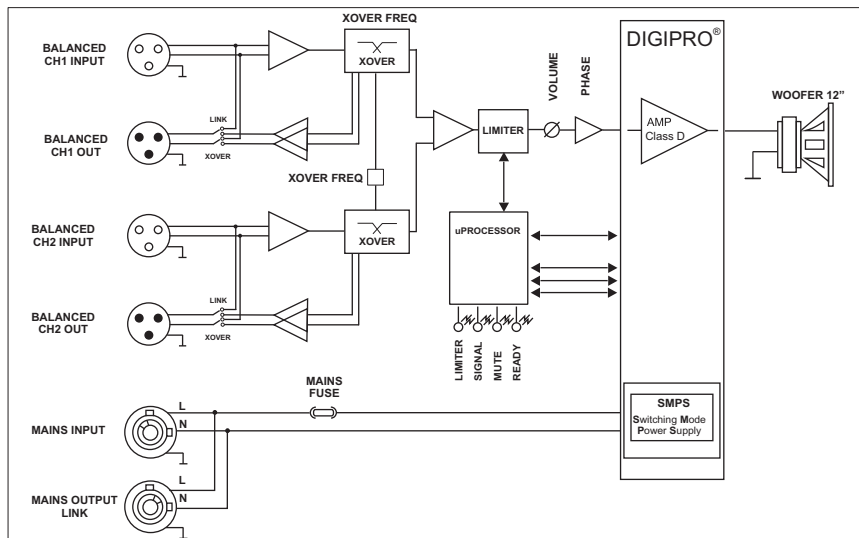 XOVER FREQ
BALANCED
CH1 INPUT
XOVER
DIGIPRO®
VOLUME
PHASE
WOOFER 12”
AMP
Class D
LIMITER
BALANCED
CH1 OUT
LINK
XOVER
XOVER FREQ
BALANCED
CH2 INPUT
XOVER
uPROCESSOR
BALANCED
CH2 OUT
LINK
XOVER
LIMITER
SIGNAL
MUTE
READY
MAINS
FUSE
MAINS INPUT
L
N
SMPS
Switching Mode
Power Supply
MAINS OUTPUT
LINK
L
N